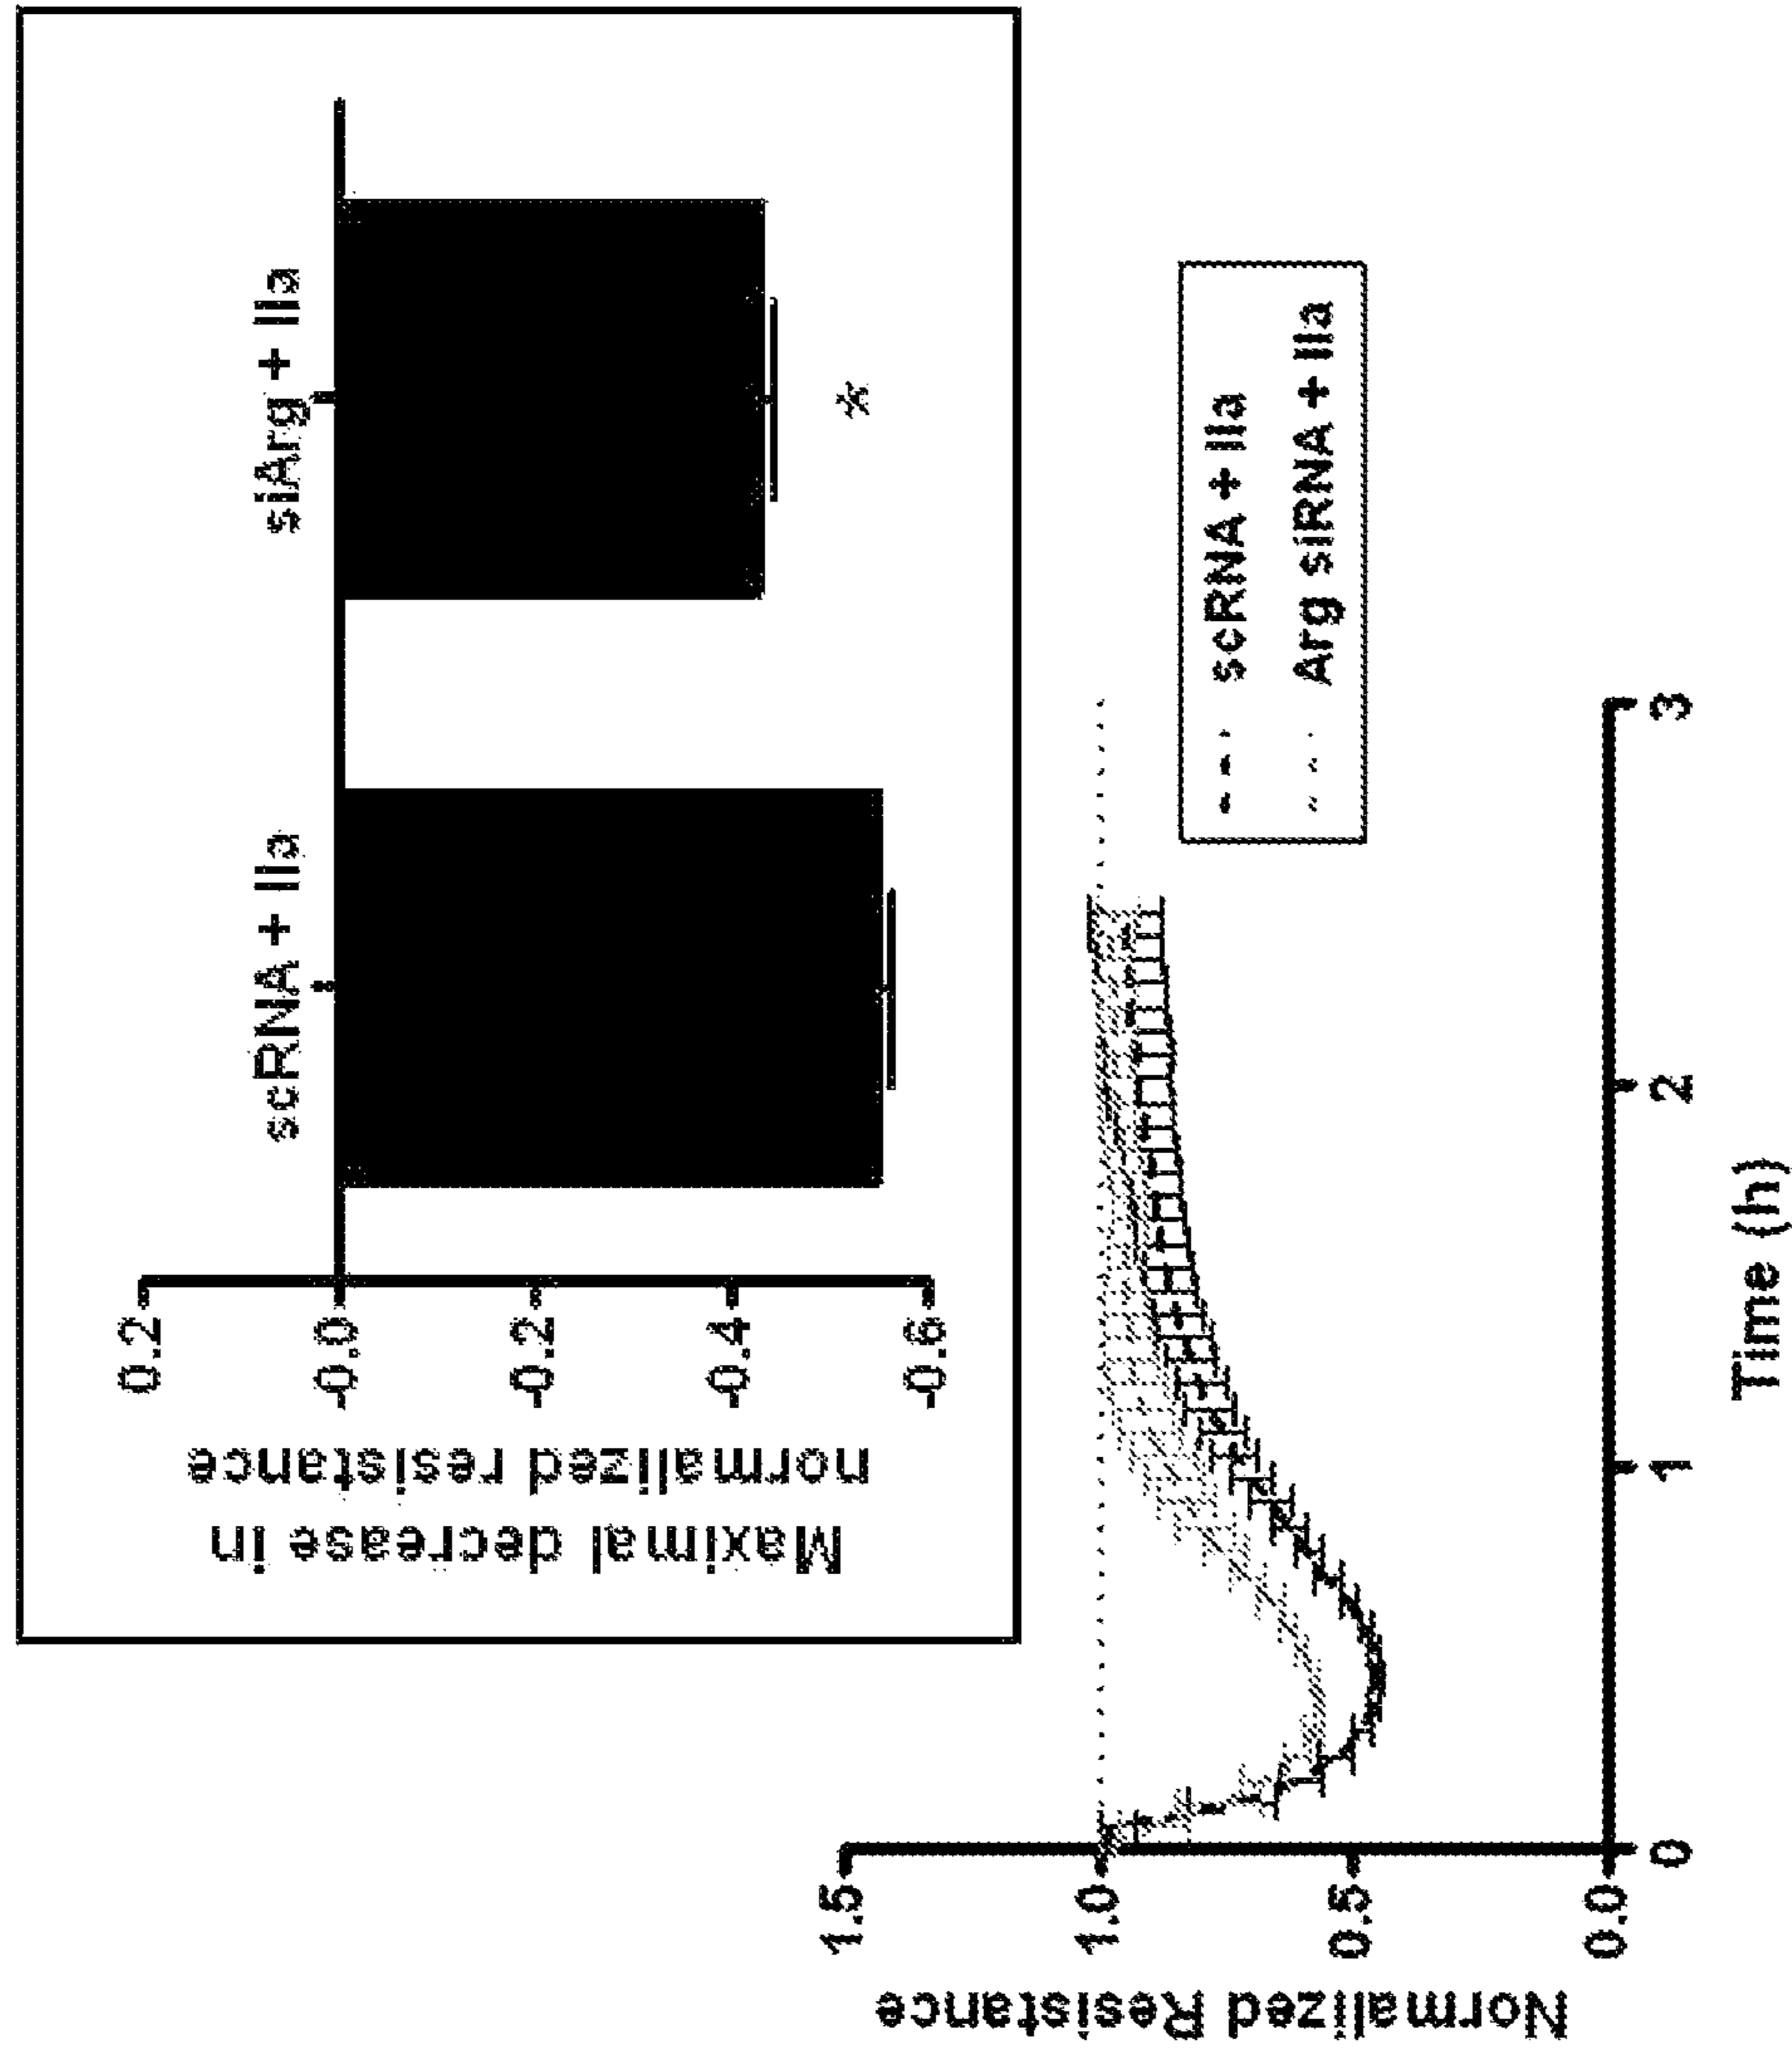 Maximal decrease in
normalized resistance
0.2
-0.0
-0.2
-0.4
-0.6
scRNA + IIa
siArg + IIa
*
Normalized Resistance
1.5
1.0
0.5
0.0
0
1
2
3
Time (h)
scRNA + IIa
Arg siRNA + IIa